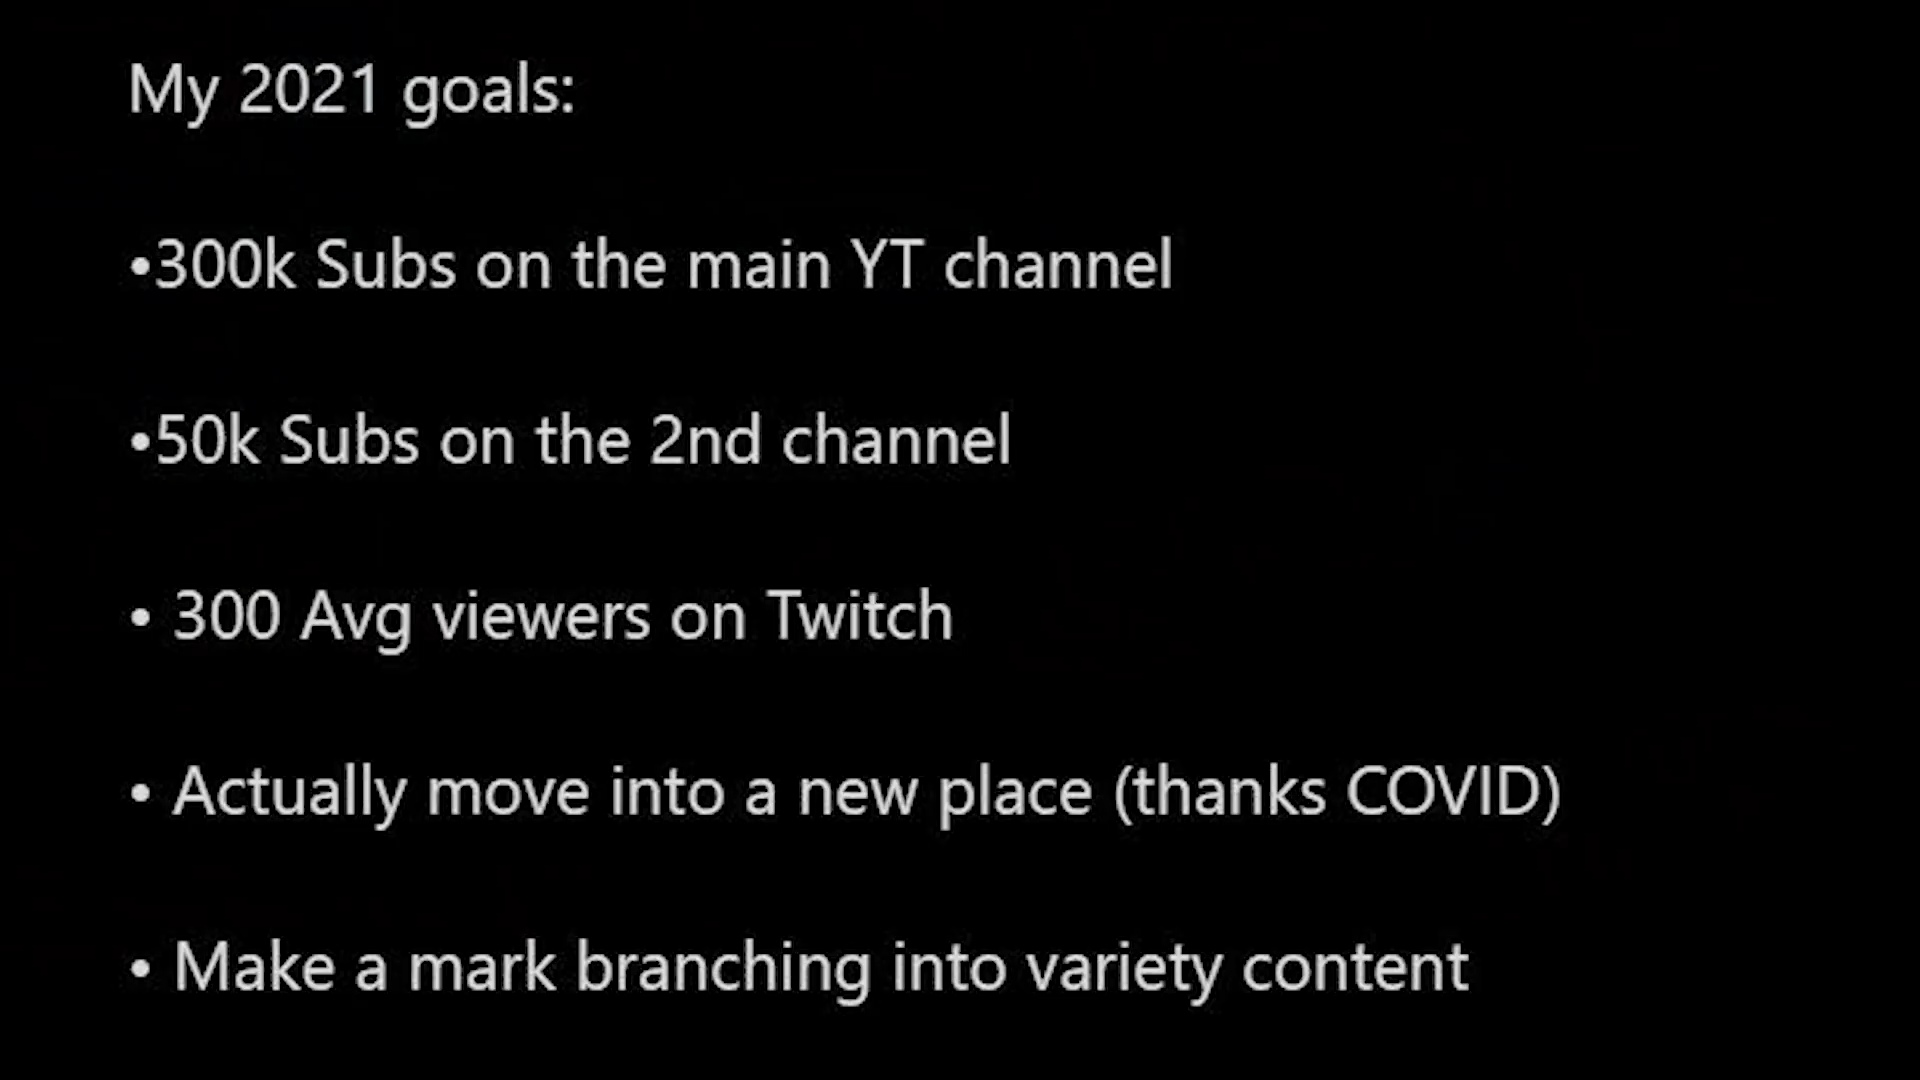 My 2021 goals:
•300k Subs on the main YT channel
•50k Subs on the 2nd channel
• 300 Avg viewers on Twitch
• Actually move into a new place (thanks COVID)
• Make a mark branching into variety content